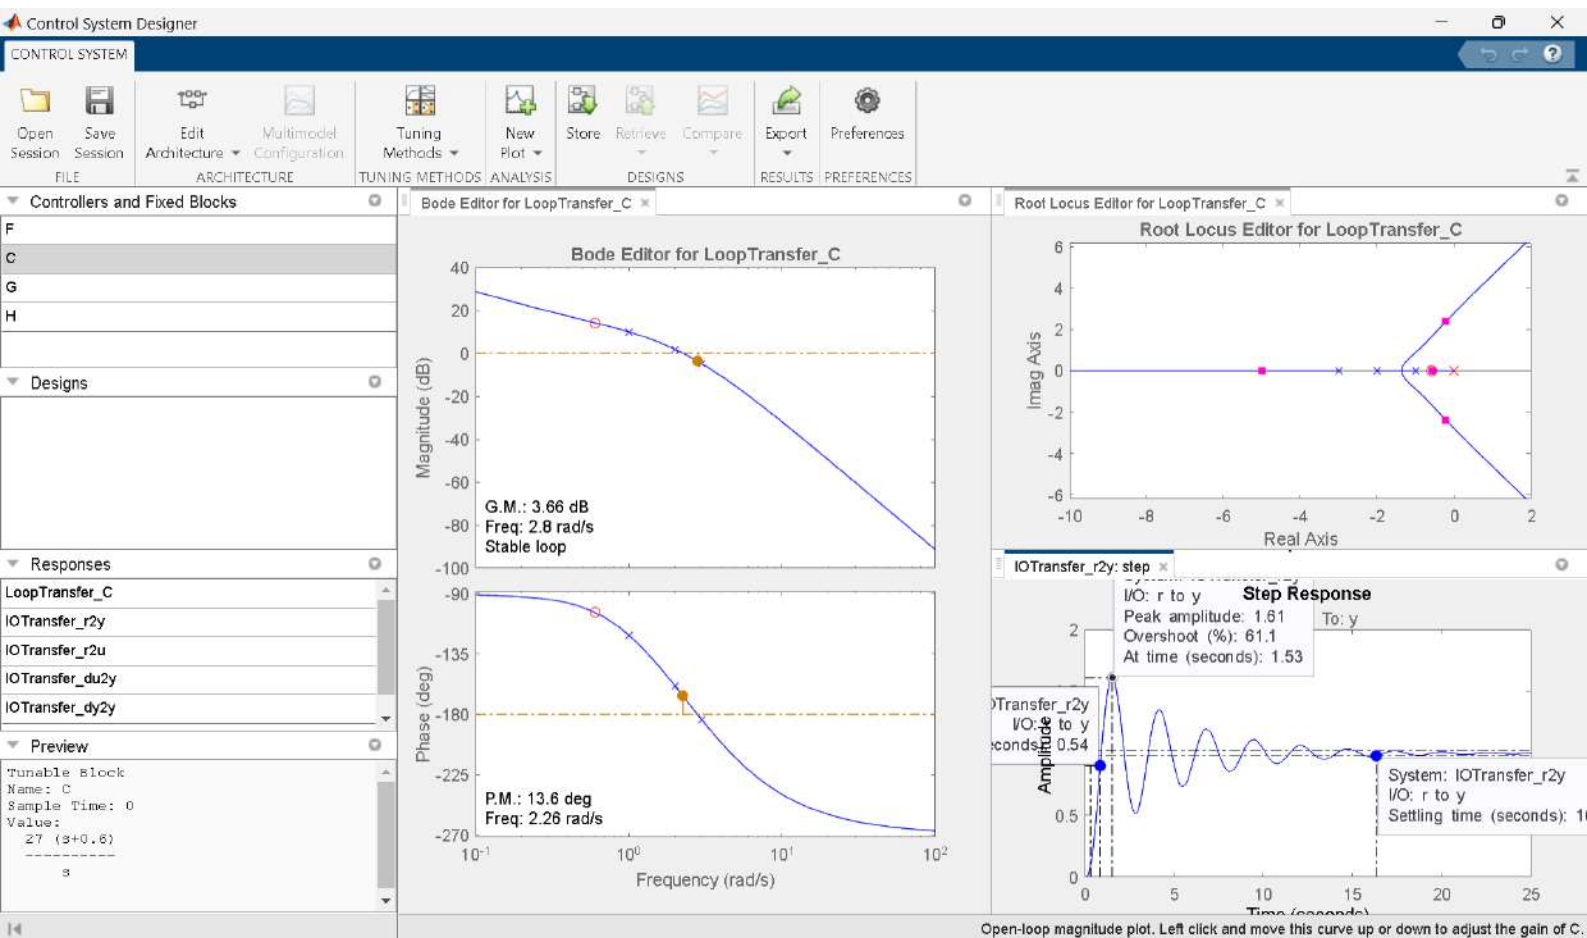 Control System Designer
CONTROL SYSTEM
Open Session
Save Session
Edit Architecture
Multimodel Configuration
Tuning Methods
New Plot
Store
Retrieve
Compare
Export
Preferences
FILE
ARCHITECTURE
TUNING METHODS
ANALYSIS
DESIGNS
RESULTS
PREFERENCES
Controllers and Fixed Blocks
F
C
G
H
Designs
Responses
LoopTransfer_C
IOTransfer_r2y
IOTransfer_r2u
IOTransfer_du2y
IOTransfer_dy2y
Preview
Tunable Block
Name: C
Sample Time: 0
Value:
27 (s+0.6)
----------
s
Bode Editor for LoopTransfer_C
Bode Editor for LoopTransfer_C
Magnitude (dB)
40
20
0
-20
-40
-60
-80
-100
G.M.: 3.66 dB
Freq: 2.8 rad/s
Stable loop
Phase (deg)
-90
-135
-180
-225
-270
P.M.: 13.6 deg
Freq: 2.26 rad/s
10-1
100
101
102
Frequency (rad/s)
Root Locus Editor for LoopTransfer_C
Root Locus Editor for LoopTransfer_C
Imag Axis
6
4
2
0
-2
-4
-6
-10
-8
-6
-4
-2
0
2
Real Axis
IOTransfer_r2y: step
I/O: r to y
Peak amplitude: 1.61
Overshoot (%): 61.1
At time (seconds): 1.53
Step Response
To: y
Amplitude
2
0.5
0
Transfer_r2y
I/O: to y
0.54
System: IOTransfer_r2y
I/O: r to y
Settling time (seconds):
0
5
10
15
20
25
Time (seconds)
Open-loop magnitude plot. Left click and move this curve up or down to adjust the gain of C.